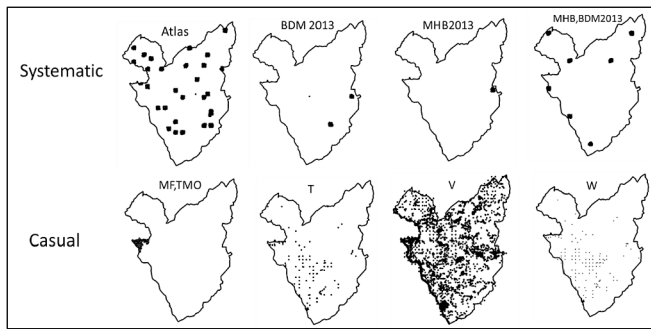 Atlas
BDM 2013
MHB2013
MHB,BDM2013
Systematic
MF,TMO
T
V
W
Casual